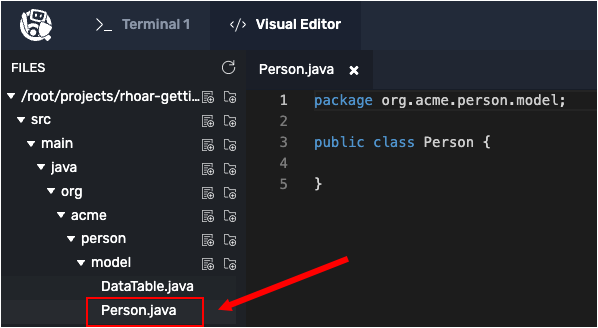 >_ Terminal 1
</> Visual Editor
FILES
Person.java ×
/root/projects/rhoar-getti...
src
main
java
org
acme
person
model
DataTable.java
Person.java
1 package org.acme.person.model;
2
3 public class Person {
4
5 }